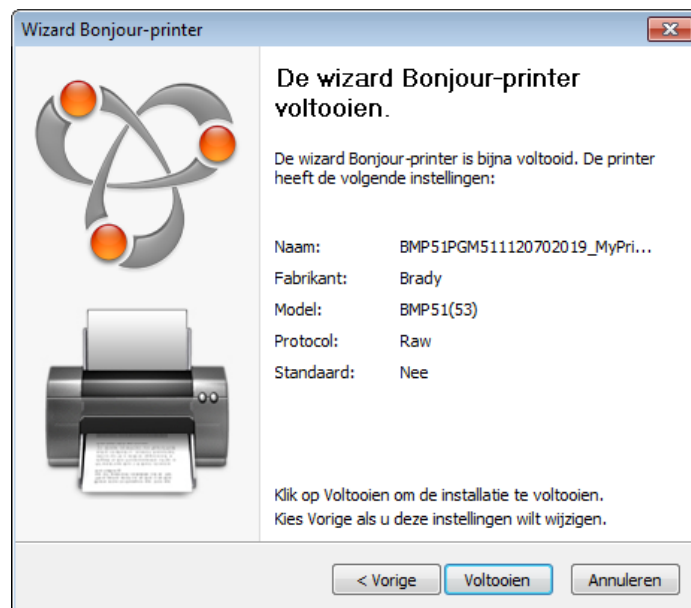 Wizard Bonjour-printer
De wizard Bonjour-printer
voltooien.
De wizard Bonjour-printer is bijna voltooid. De printer
heeft de volgende instellingen:
Naam: BMP51PGM511120702019_MyPri...
Fabrikant: Brady
Model: BMP51(53)
Protocol: Raw
Standaard: Nee
Klik op Voltooien om de installatie te voltooien.
Kies Vorige als u deze instellingen wilt wijzigen.
< Vorige Voltooien Annuleren